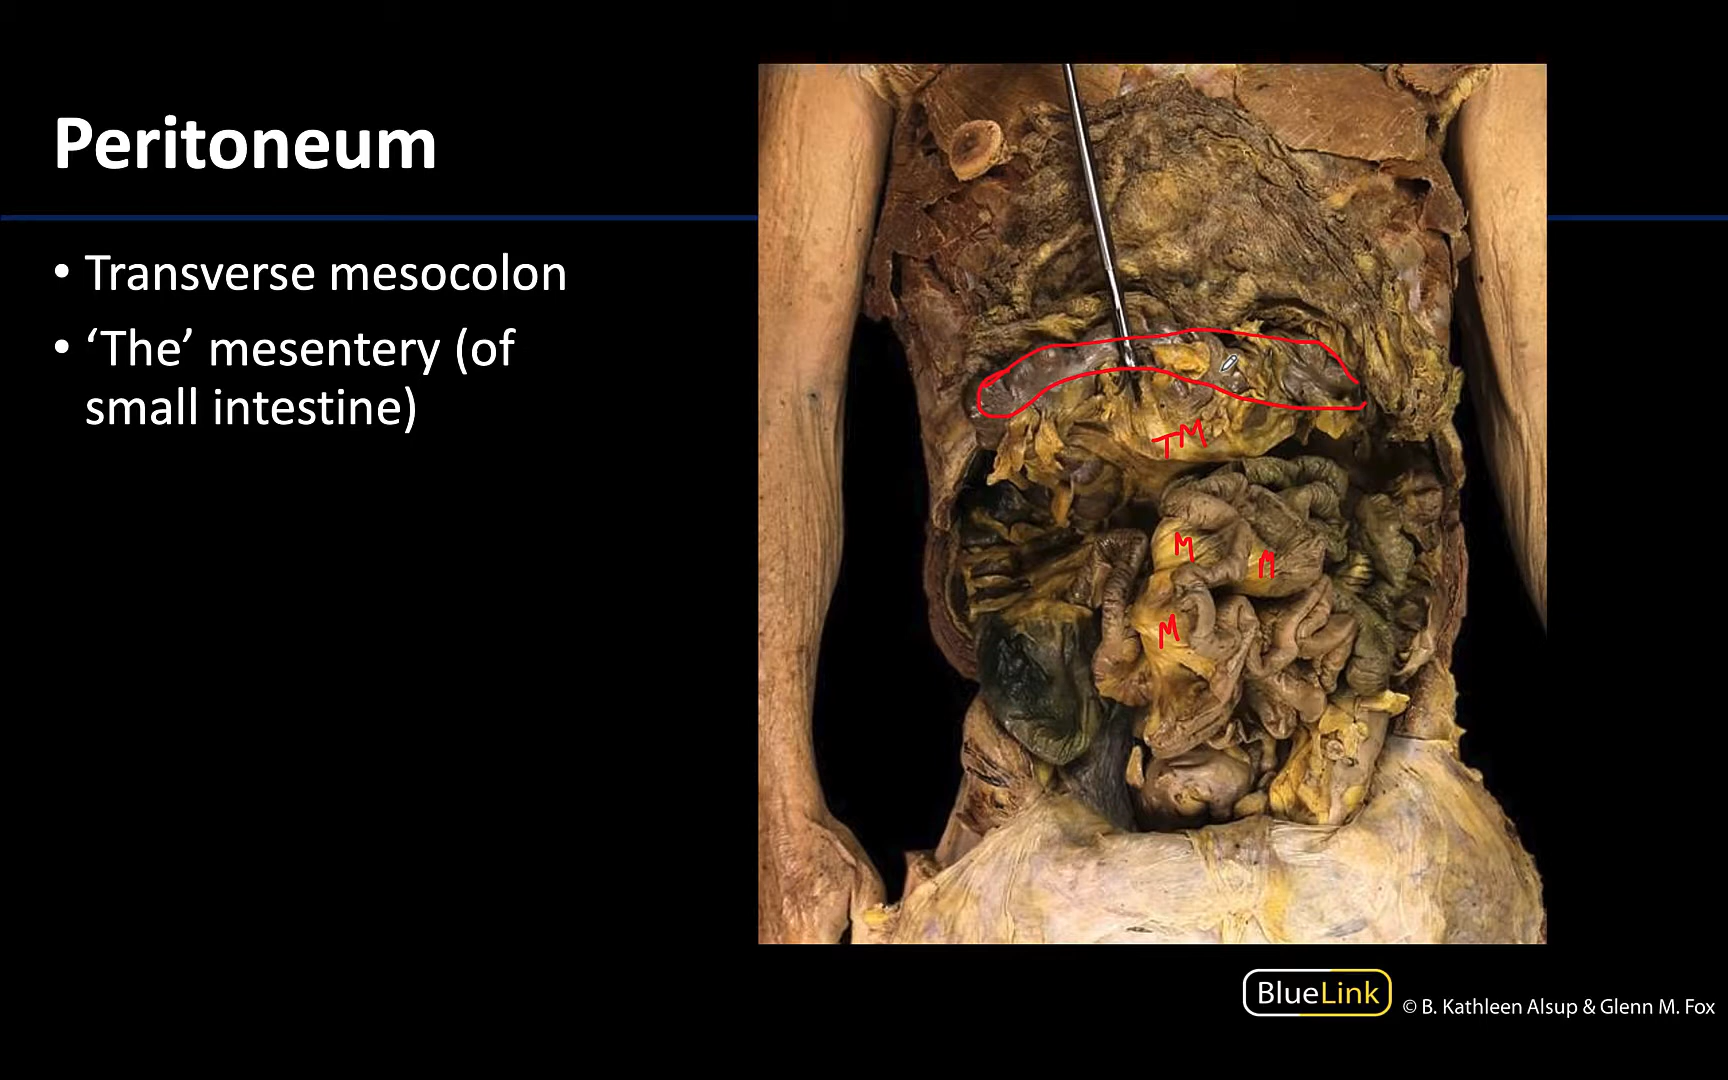 Peritoneum
• Transverse mesocolon
• ‘The’ mesentery (of
small intestine)
TM
M M
M
BlueLink © B. Kathleen Alsup & Glenn M. Fox